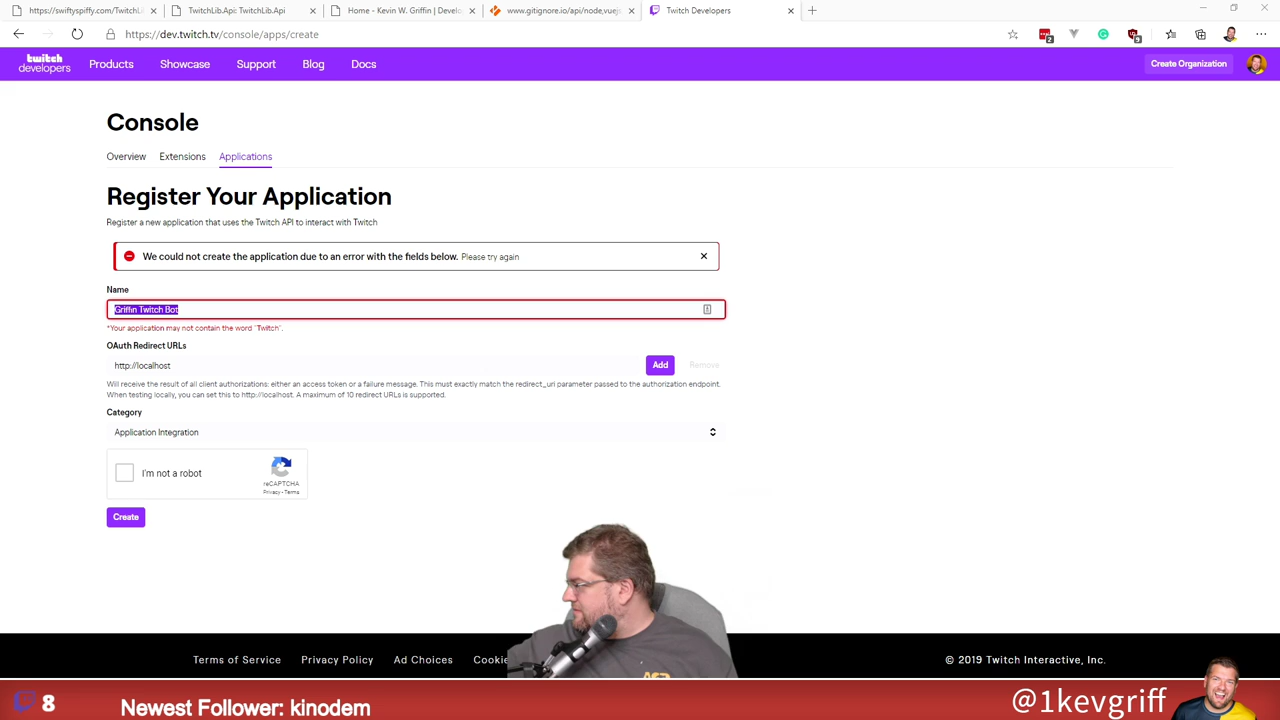 https://swiftyspiffy.com/TwitchLi
TwitchLib.Api: TwitchLib.Api
Home - Kevin W. Griffin | Develo
www.gitignore.io/api/node,vuejs
Twitch Developers
https://dev.twitch.tv/console/apps/create
2
9
twitch
developers
Products
Showcase
Support
Blog
Docs
Create Organization
Console
Overview
Extensions
Applications
Register Your Application
Register a new application that uses the Twitch API to interact with Twitch
We could not create the application due to an error with the fields below. Please try again
Name
Griffin Twitch Bot
*Your application may not contain the word "Twitch".
OAuth Redirect URLs
http://localhost
Add
Remove
Will receive the result of all client authorizations: either an access token or a failure message. This must exactly match the redirect_uri parameter passed to the authorization endpoint.
When testing locally, you can set this to http://localhost. A maximum of 10 redirect URLs is supported.
Category
Application Integration
I'm not a robot
reCAPTCHA
Privacy - Terms
Create
Terms of Service
Privacy Policy
Ad Choices
Cookie
© 2019 Twitch Interactive, Inc.
8
Newest Follower: kinodem
@1kevgriff